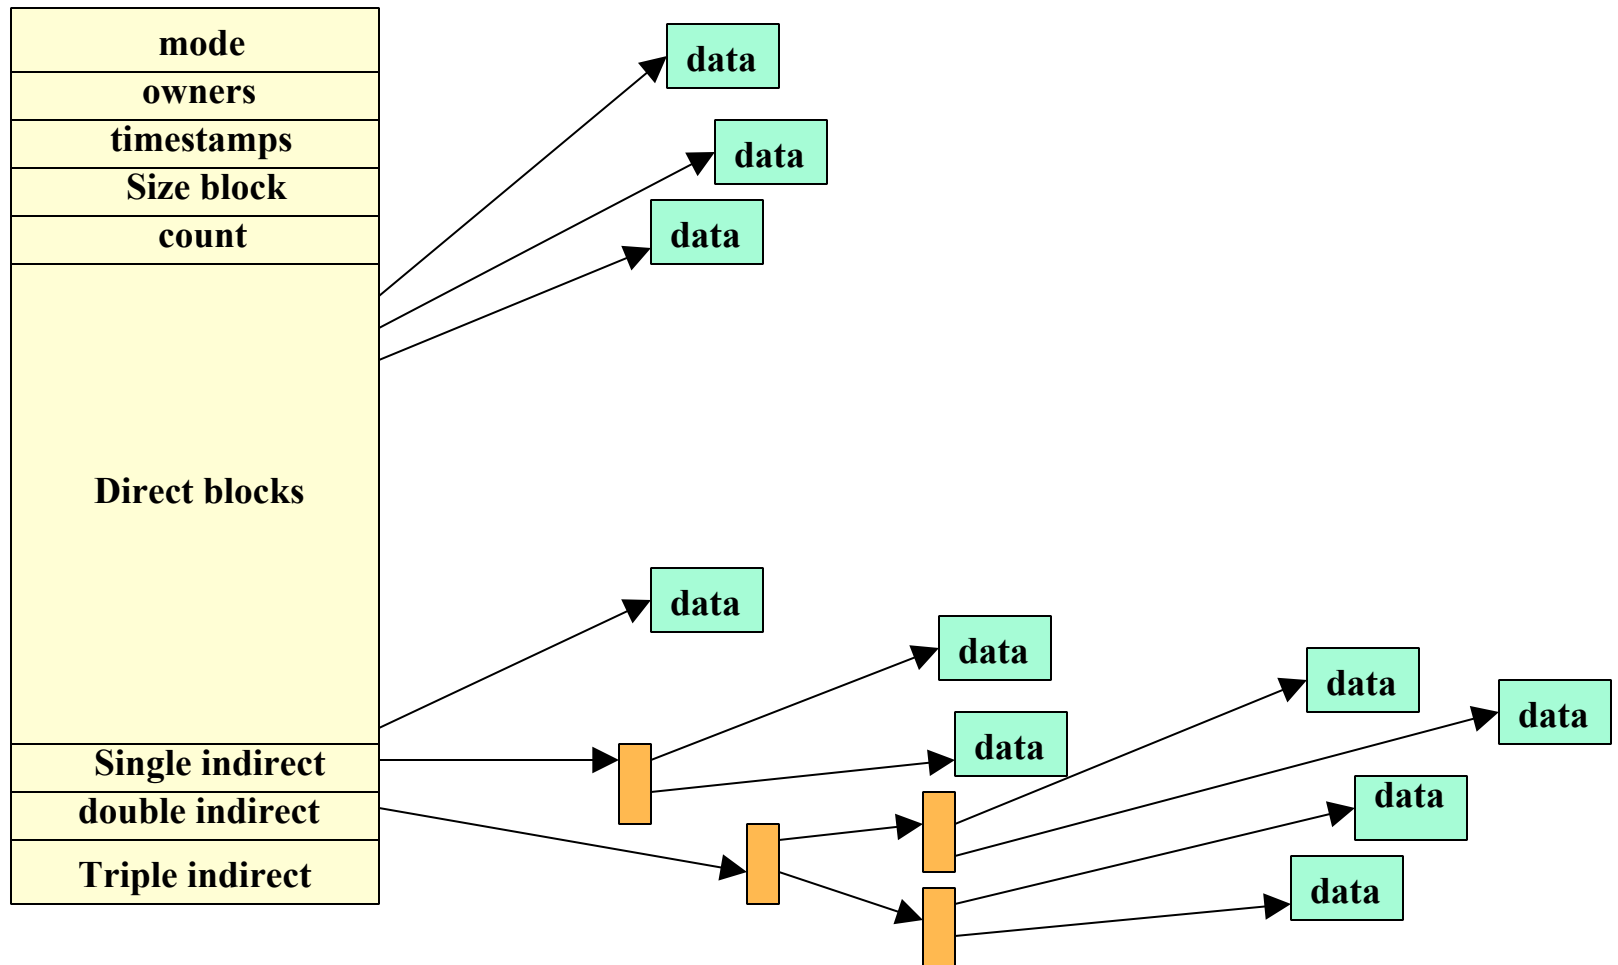 mode
owners
timestamps
Size block
count
Direct blocks
Single indirect
double indirect
Triple indirect
data
data
data
data
data
data
data
data
data
data